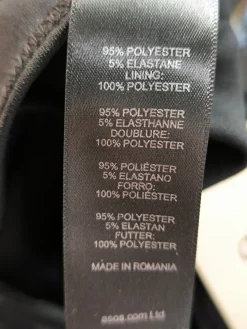 95% POLYESTER
5% ELASTANE
LINING:
100% POLYESTER
95% POLYESTER
5% ELASTHANNE
DOUBLURE:
100% POLYESTER
95% POLIÉSTER
5% ELASTANO
FORRO:
100% POLIÉSTER
95% POLYESTER
5% ELASTAN
FUTTER:
100% POLYESTER
MADE IN ROMANIA
asos.com Ltd